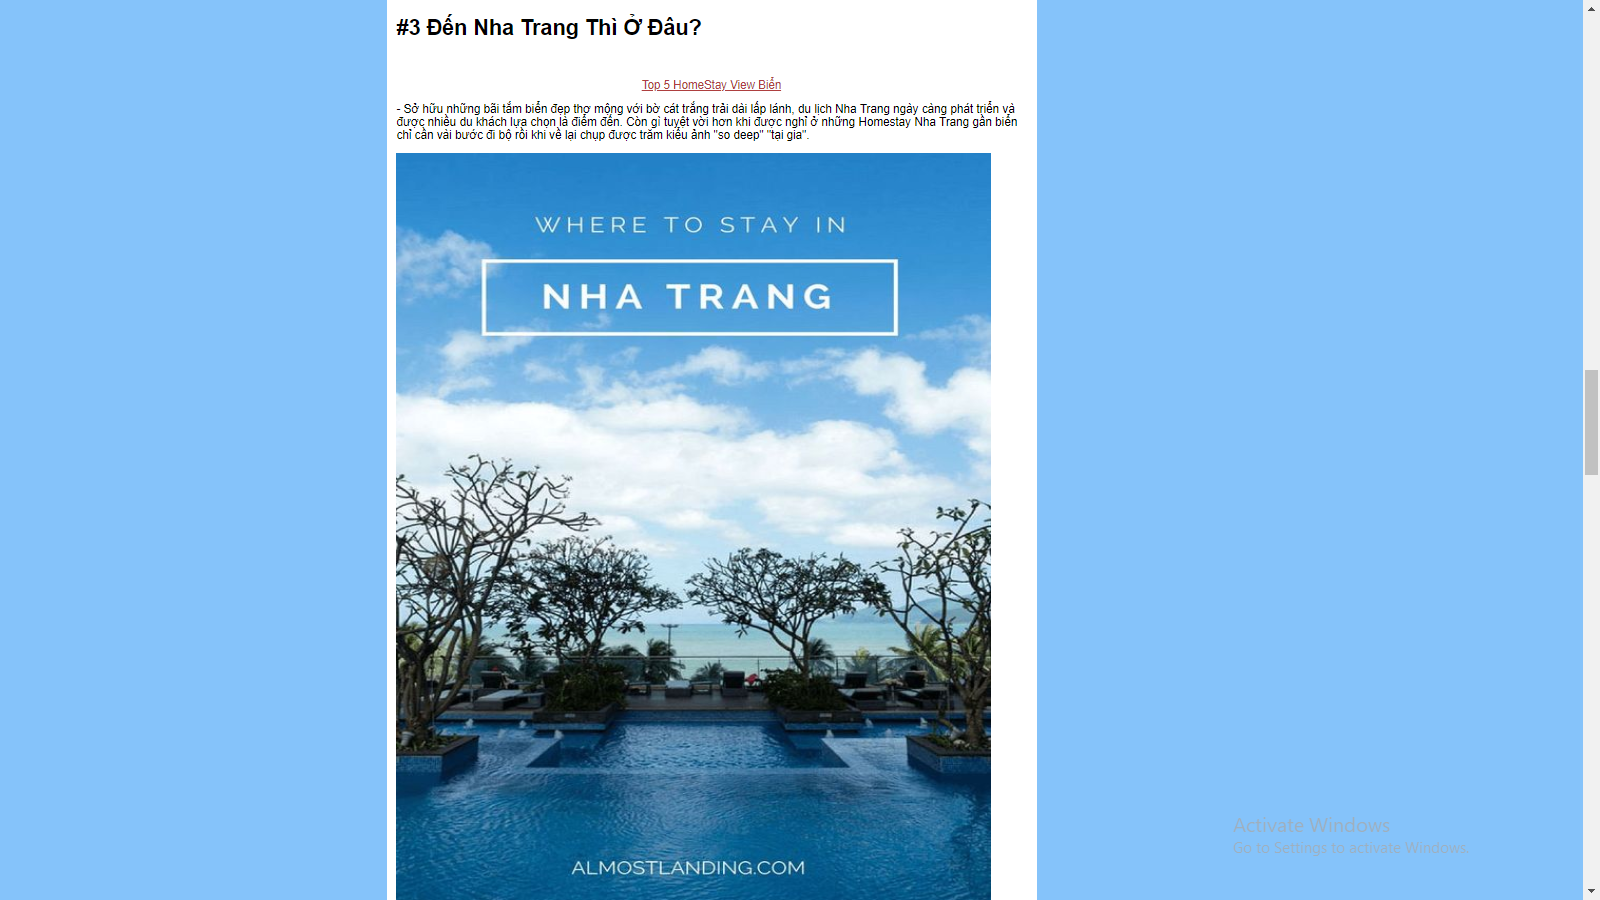 #3 Đến Nha Trang Thì Ở Đâu?
Top 5 HomeStay View Biển
- Sở hữu những bãi tắm biển đẹp thơ mộng với bờ cát trắng trải dài lấp lánh, du lịch Nha Trang ngày càng phát triển và
được nhiều du khách lựa chọn là điểm đến. Còn gì tuyệt vời hơn khi được nghỉ ở những Homestay Nha Trang gần biển
chỉ cần vài bước đi bộ rồi khi về lại chụp được trăm kiểu ảnh "so deep" "tại gia".
WHERE TO STAY IN
NHA TRANG
ALMOSTLANDING.COM
Activate Windows
Go to Settings to activate Windows.